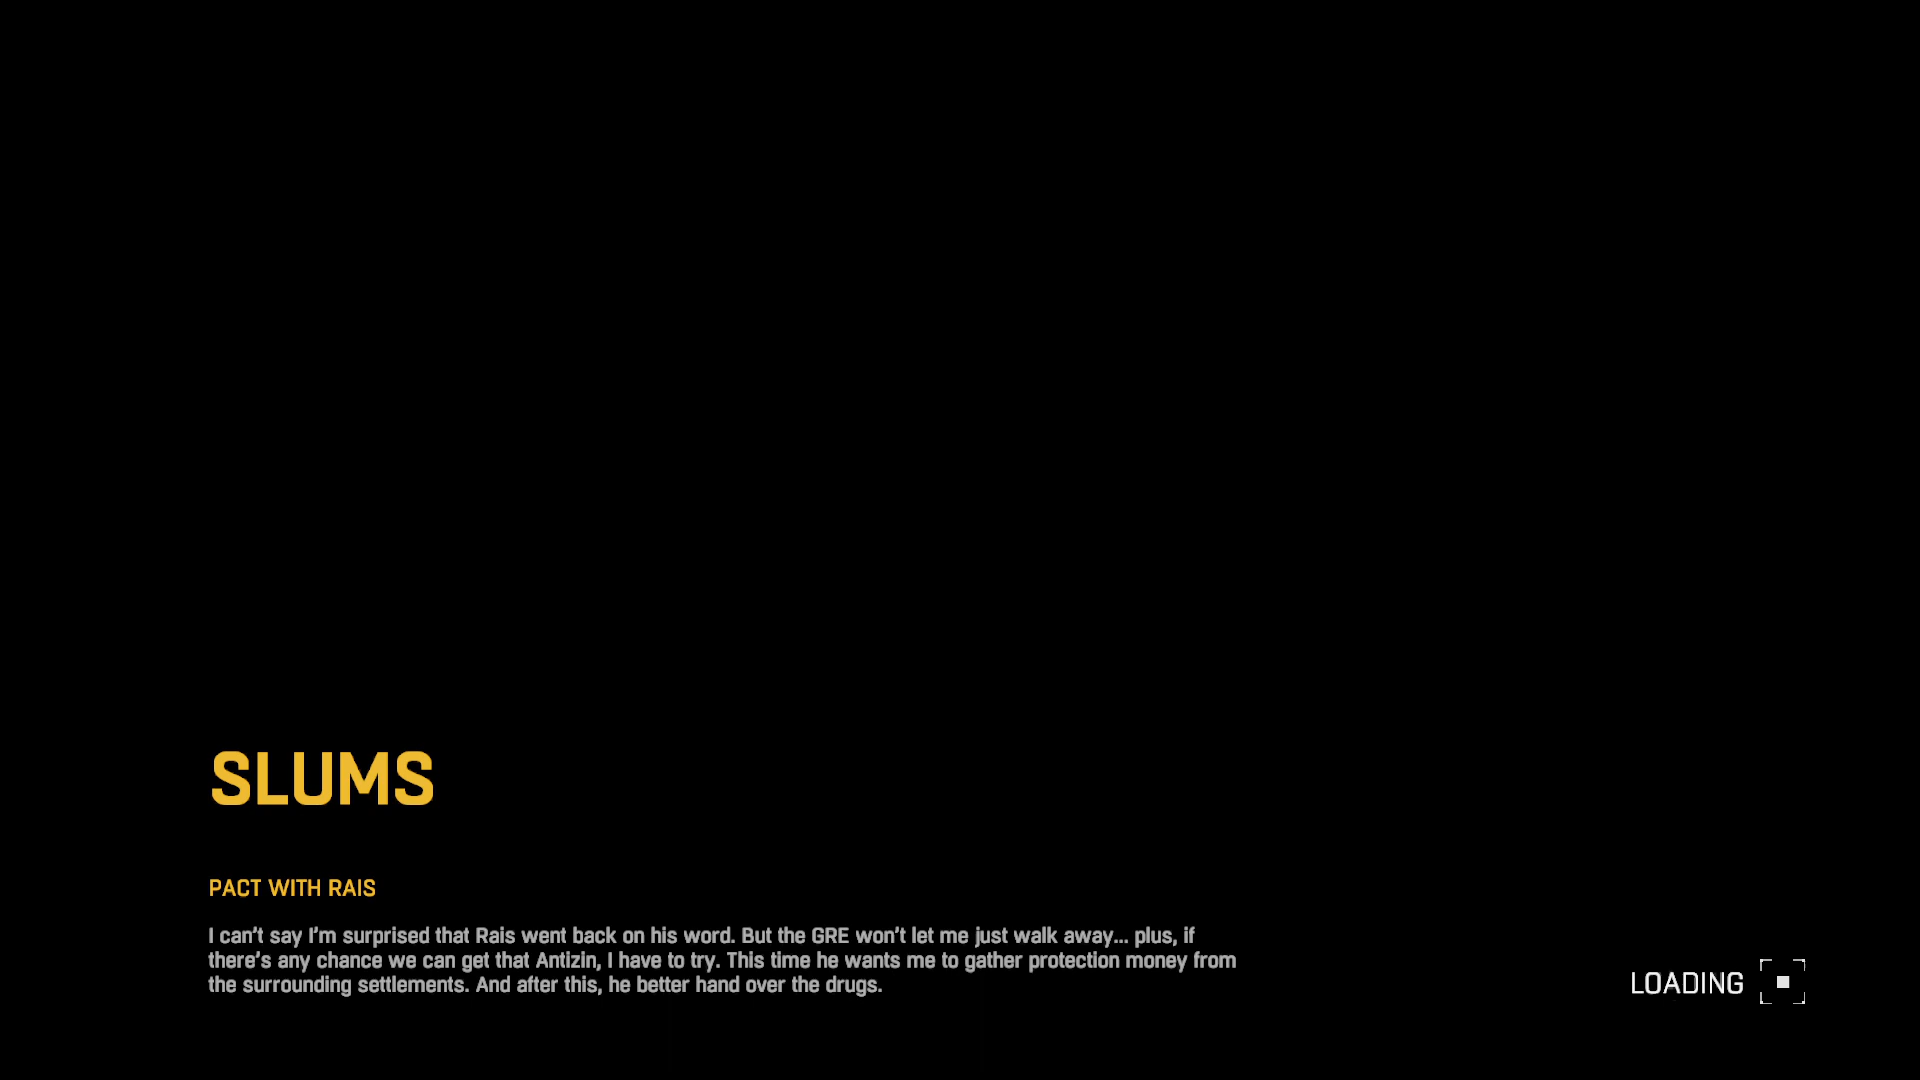 SLUMS
PACT WITH RAIS
I can't say I'm surprised that Rais went back on his word. But the GRE won't let me just walk away... plus, if
there's any chance we can get that Antizin, I have to try. This time he wants me to gather protection money from
the surrounding settlements. And after this, he better hand over the drugs.
LOADING